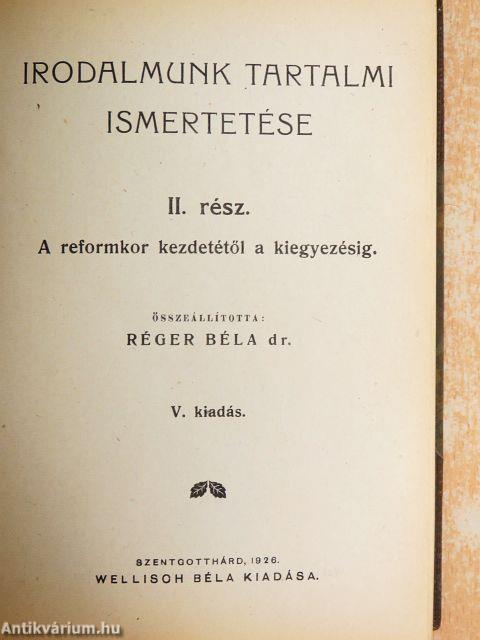 IRODALMUNK TARTALMI
ISMERTETÉSE
II. rész.
A reformkor kezdetétől a kiegyezésig.
ÖSSZEÁLLÍTOTTA:
RÉGER BÉLA dr.
V. kiadás.
SZENTGOTTHÁRD, 1926.
WELLISCH BÉLA KIADÁSA.
Antikvárium.hu